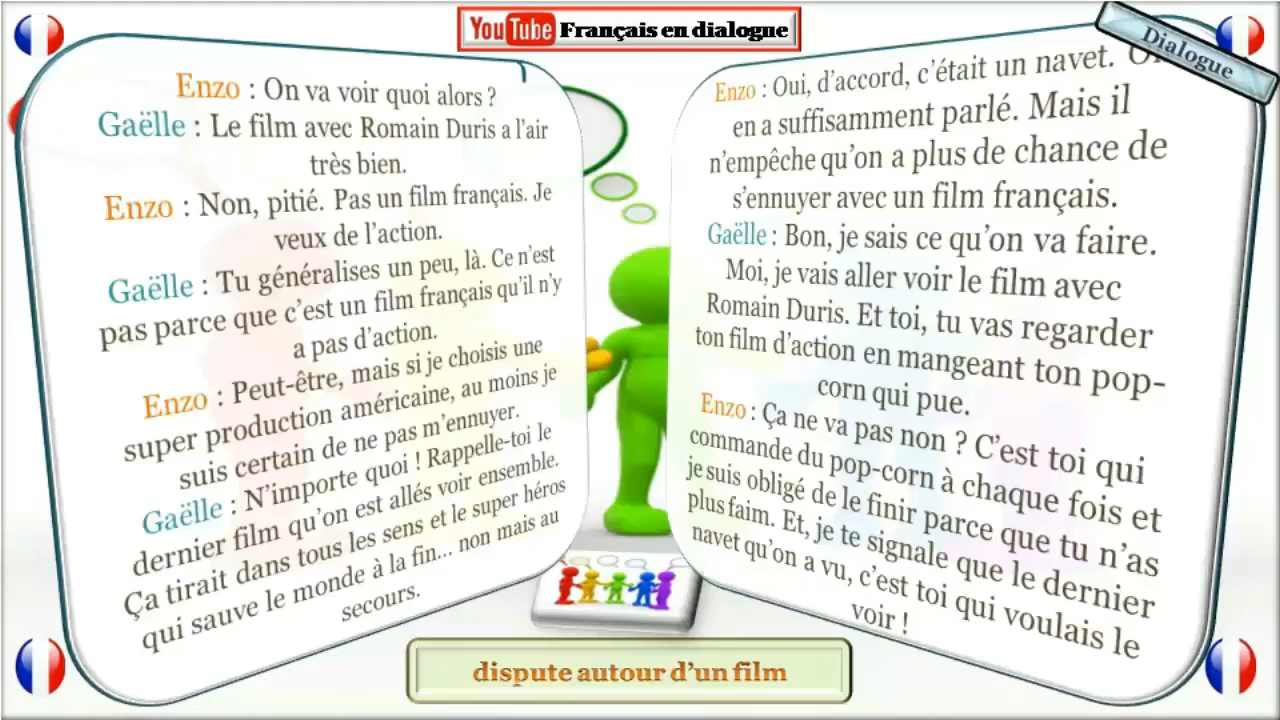 YouTube Français en dialogue
Dialogue
Enzo : On va voir quoi alors ?
Gaëlle : Le film avec Romain Duris a l'air
très bien.
Enzo : Non, pitié. Pas un film français. Je
veux de l'action.
Gaëlle : Tu généralises un peu, là. Ce n'est
pas parce que c'est un film français qu'il n'y
a pas d'action.
Enzo : Peut-être, mais si je choisis une
super production américaine, au moins je
suis certain de ne pas m'ennuyer.
Gaëlle : N'importe quoi ! Rappelle-toi le
dernier film qu'on est allés voir ensemble.
Ça tirait dans tous les sens et le super héros
qui sauve le monde à la fin... non mais au
secours.
Enzo : Oui, d'accord, c'était un navet.
en a suffisamment parlé. Mais il
n'empêche qu'on a plus de chance de
s'ennuyer avec un film français.
Gaëlle : Bon, je sais ce qu'on va faire.
Moi, je vais aller voir le film avec
Romain Duris. Et toi, tu vas regarder
ton film d'action en mangeant ton pop-
corn qui pue.
Enzo : Ça ne va pas non ? C'est toi qui
commande du pop-corn à chaque fois et
je suis obligé de le finir parce que tu n'as
plus faim. Et, je te signale que le dernier
navet qu'on a vu, c'est toi qui voulais le
voir !
dispute autour d'un film